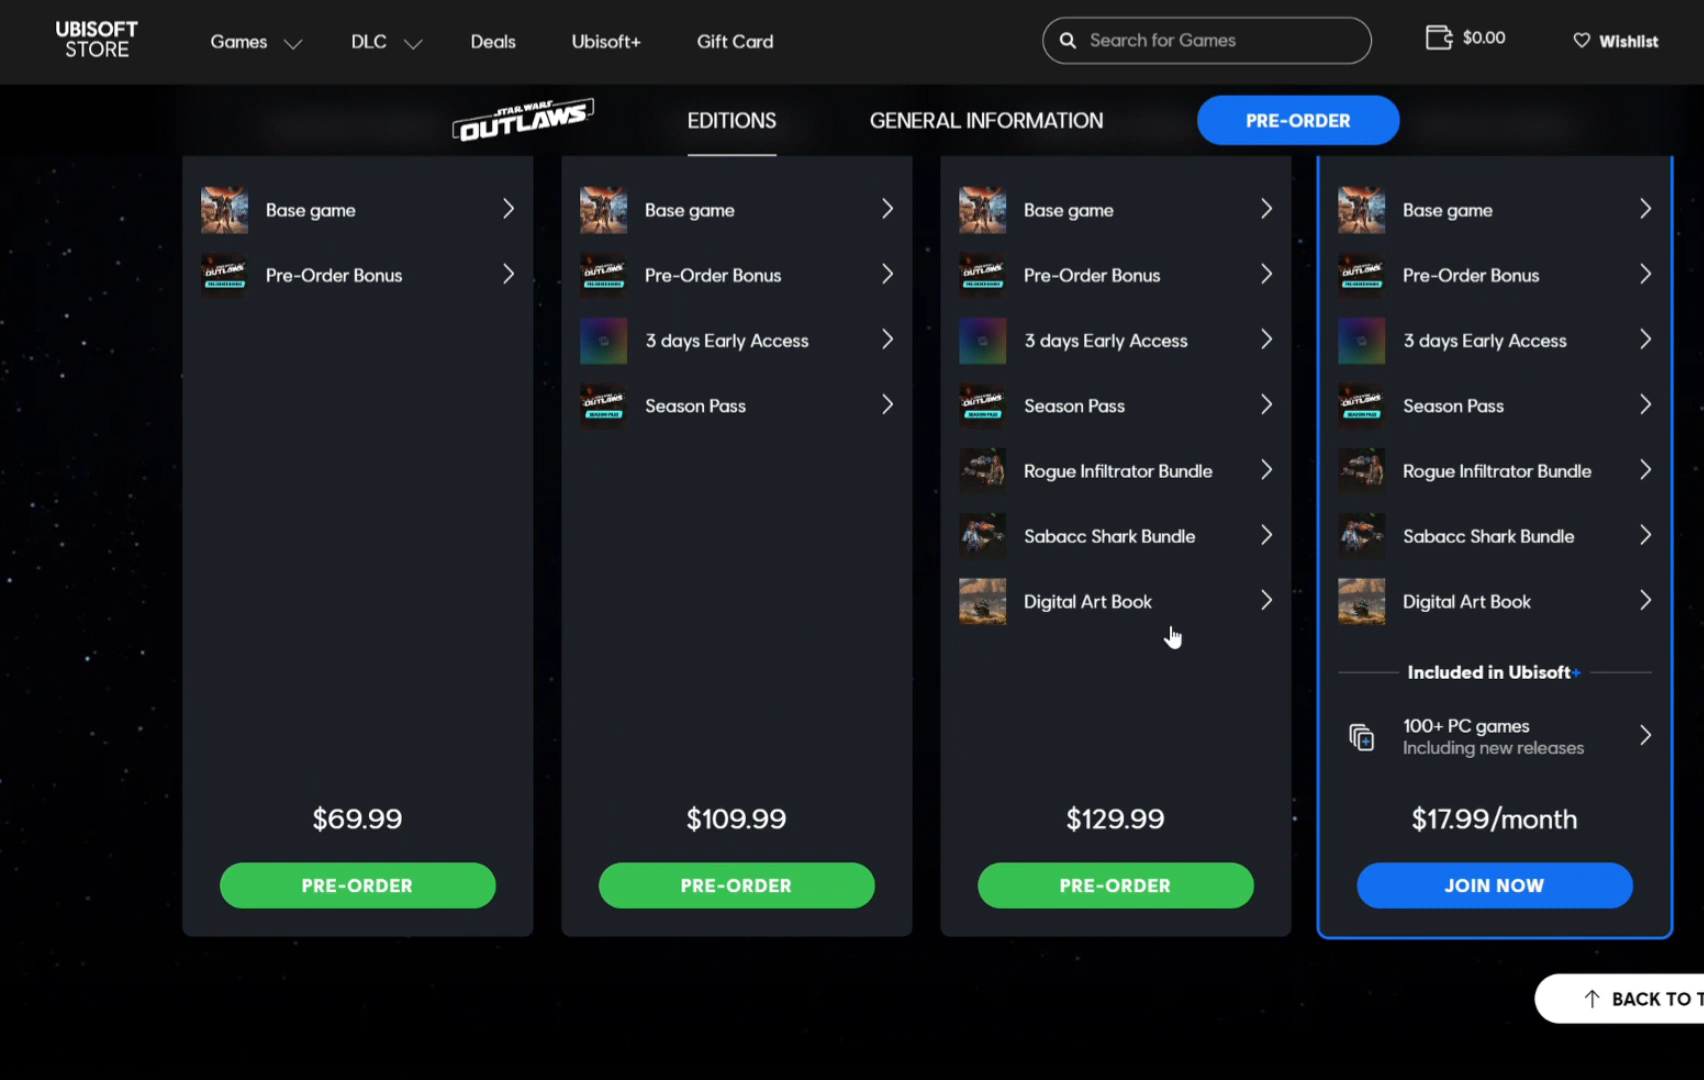 UBISOFT
STORE
Games
DLC
Deals
Ubisoft+
Gift Card
Search for Games
$0.00
Wishlist
STAR WARS
OUTLAWS
EDITIONS
GENERAL INFORMATION
PRE-ORDER
Base game
Pre-Order Bonus
$69.99
PRE-ORDER
Base game
Pre-Order Bonus
3 days Early Access
Season Pass
$109.99
PRE-ORDER
Base game
Pre-Order Bonus
3 days Early Access
Season Pass
Rogue Infiltrator Bundle
Sabacc Shark Bundle
Digital Art Book
$129.99
PRE-ORDER
Base game
Pre-Order Bonus
3 days Early Access
Season Pass
Rogue Infiltrator Bundle
Sabacc Shark Bundle
Digital Art Book
Included in Ubisoft+
100+ PC games
Including new releases
$17.99/month
JOIN NOW
BACK TO T